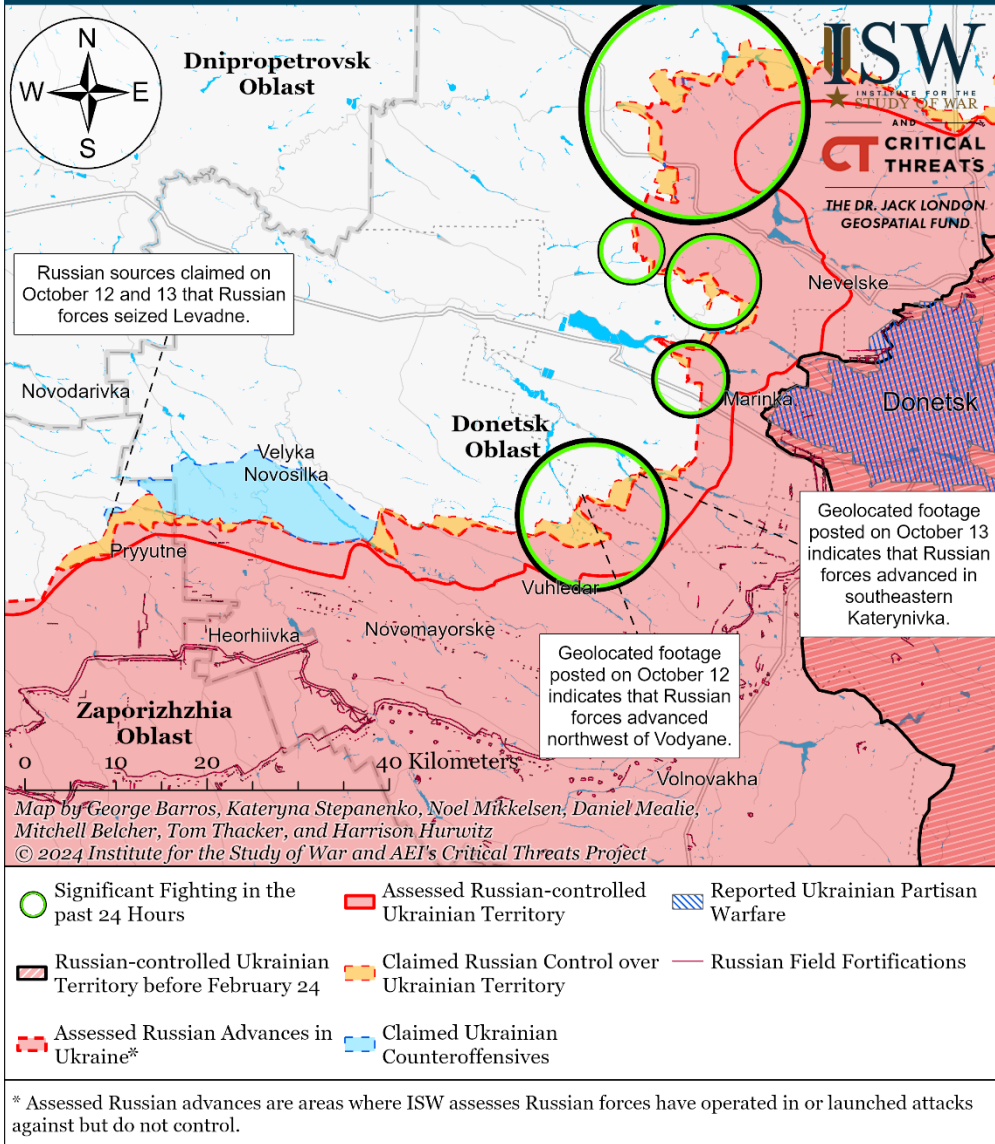 N
W E
S
Dnipropetrovsk
Oblast
ISW
INSTITUTE FOR THE
STUDY OF WAR
AND
CT CRITICAL
THREATS
THE DR. JACK LONDON
GEOSPATIAL FUND
Russian sources claimed on
October 12 and 13 that Russian
forces seized Levadne.
Nevelske
Novodarivka
Marinka
Donetsk
Donetsk
Oblast
Velyka
Novosilka
Geolocated footage
posted on October 13
indicates that Russian
forces advanced in
southeastern
Katerynivka.
Pryyutne
Vuhledar
Heorhiivka
Novomayorske
Geolocated footage
posted on October 12
indicates that Russian
forces advanced
northwest of Vodyane.
Zaporizhzhia
Oblast
0 10 20 40 Kilometers
Volnovakha
Map by George Barros, Kateryna Stepanenko, Noel Mikkelsen, Daniel Mealie,
Mitchell Belcher, Tom Thacker, and Harrison Hurwitz
© 2024 Institute for the Study of War and AEI's Critical Threats Project
Significant Fighting in the
past 24 Hours
Assessed Russian-controlled
Ukrainian Territory
Reported Ukrainian Partisan
Warfare
Russian-controlled Ukrainian
Territory before February 24
Claimed Russian Control over
Ukrainian Territory
Russian Field Fortifications
Assessed Russian Advances in
Ukraine*
Claimed Ukrainian
Counteroffensives
* Assessed Russian advances are areas where ISW assesses Russian forces have operated in or launched attacks
against but do not control.